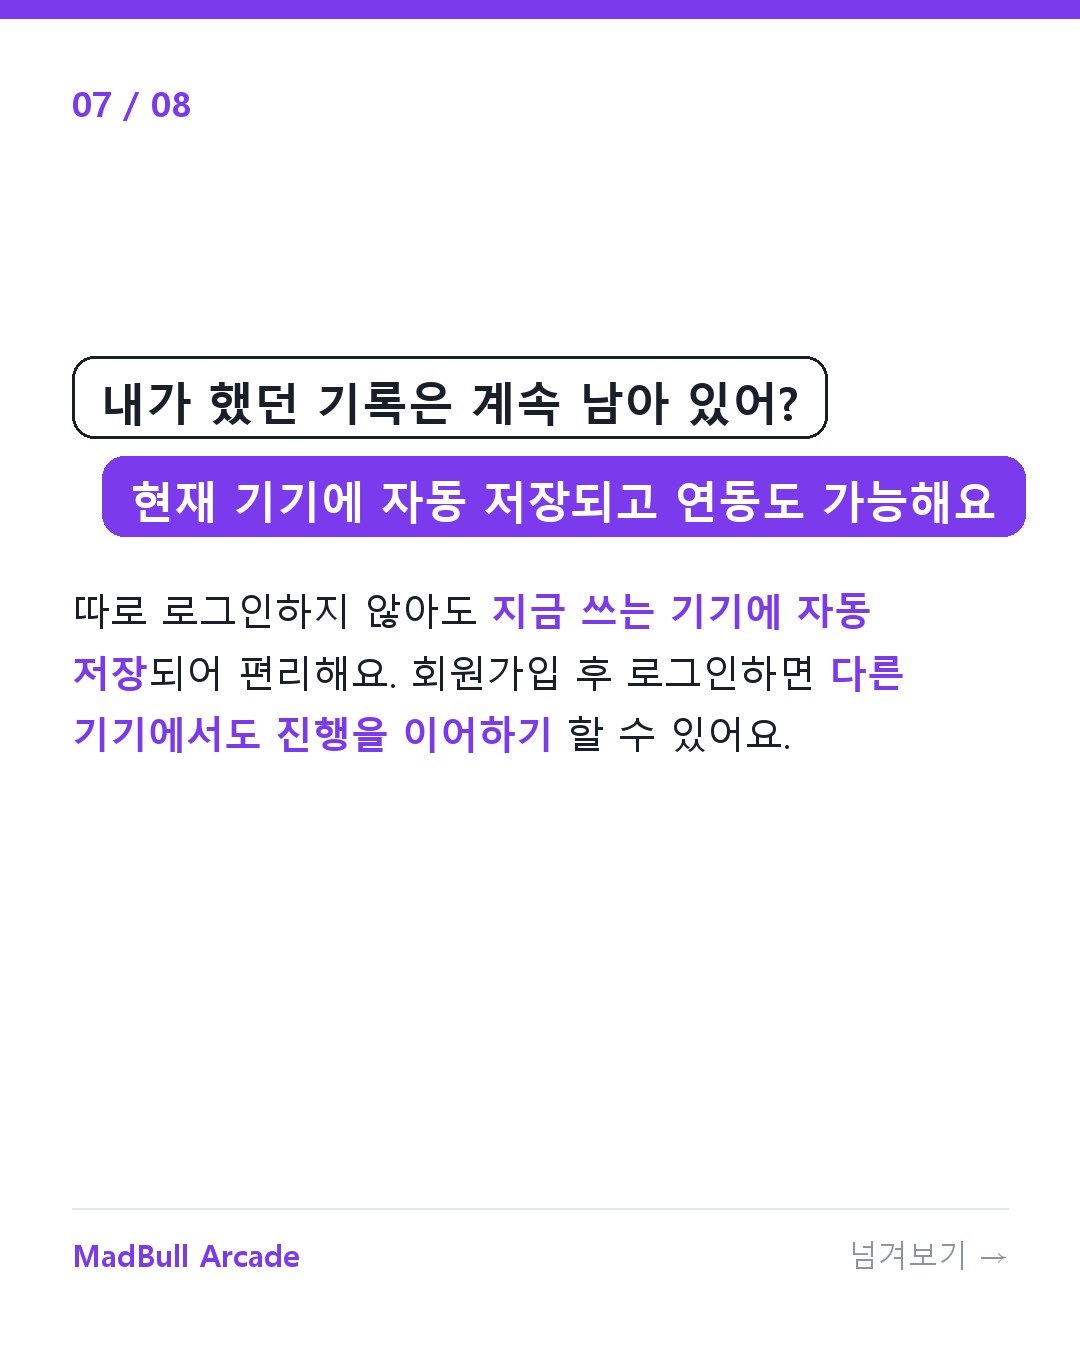 07 / 08
내가 했던 기록은 계속 남아 있어?
현재 기기에 자동 저장되고 연동도 가능해요
따로 로그인하지 않아도 지금 쓰는 기기에 자동
저장되어 편리해요. 회원가입 후 로그인하면 다른
기기에서도 진행을 이어하기 할 수 있어요.
MadBull Arcade
넘겨보기 →